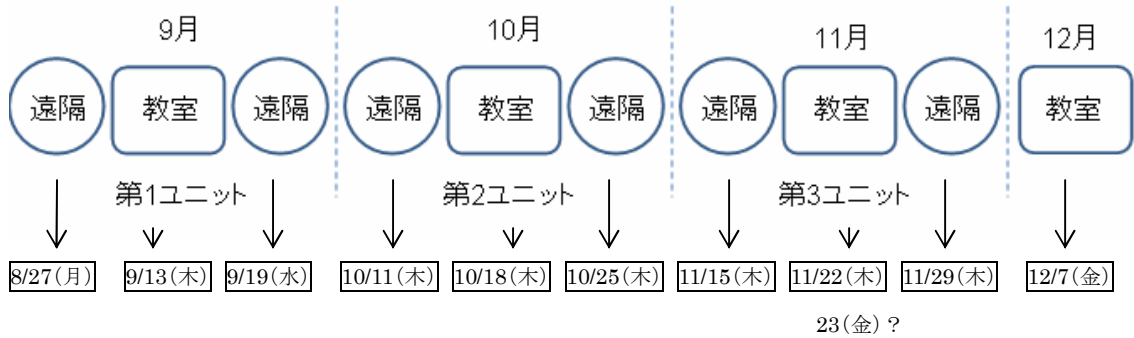 9月 10月 11月 12月
遠隔 教室 遠隔 遠隔 教室 遠隔 遠隔 教室 遠隔 教室
第1ユニット 第2ユニット 第3ユニット
8/27(月) 9/13(木) 9/19(水) 10/11(木) 10/18(木) 10/25(木) 11/15(木) 11/22(木) 11/29(木) 12/7(金)
23(金)？